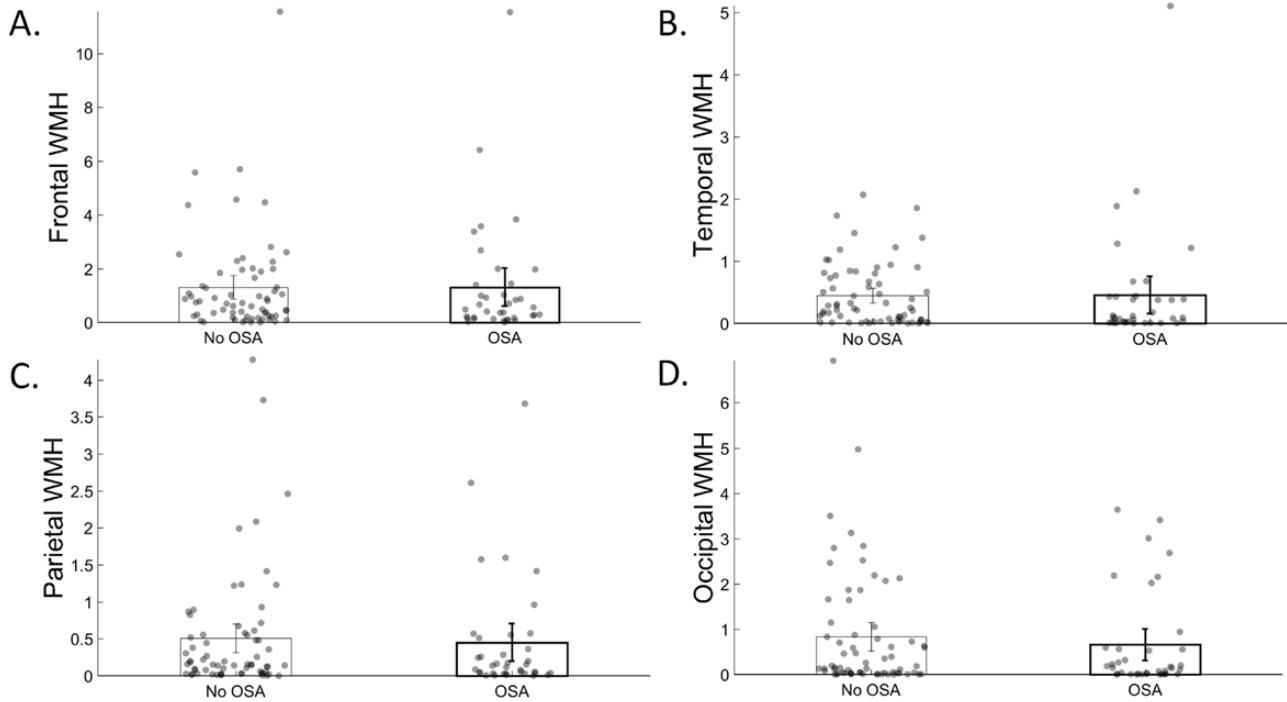 A.
Frontal WMH
10
8
6
4
2
0
No OSA
OSA
B.
Temporal WMH
5
4
3
2
1
0
No OSA
OSA
C.
Parietal WMH
4
3.5
3
2.5
2
1.5
1
0.5
0
No OSA
OSA
D.
Occipital WMH
6
5
4
3
2
1
0
No OSA
OSA